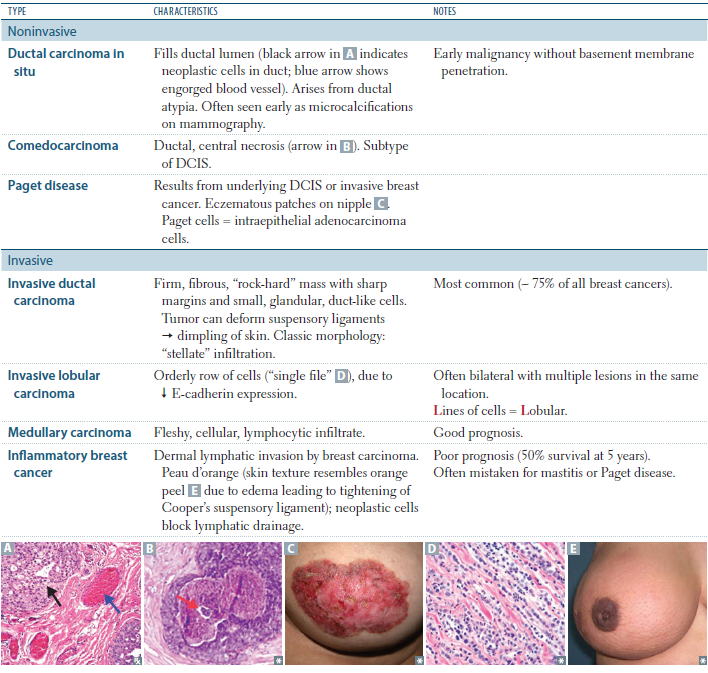 TYPE CHARACTERISTICS NOTES
Noninvasive
Ductal carcinoma in
situ
Fills ductal lumen (black arrow in A indicates
neoplastic cells in duct; blue arrow shows
engorged blood vessel). Arises from ductal
atypia. Often seen early as microcalcifications
on mammography.
Early malignancy without basement membrane
penetration.
Comedocarcinoma
Ductal, central necrosis (arrow in B). Subtype
of DCIS.
Paget disease
Results from underlying DCIS or invasive breast
cancer. Eczematous patches on nipple C.
Paget cells = intraepithelial adenocarcinoma
cells.
Invasive
Invasive ductal
carcinoma
Firm, fibrous, “rock-hard” mass with sharp
margins and small, glandular, duct-like cells.
Tumor can deform suspensory ligaments
→ dimpling of skin. Classic morphology:
“stellate” infiltration.
Most common (~ 75% of all breast cancers).
Invasive lobular
carcinoma
Orderly row of cells (“single file” D), due to
↓ E-cadherin expression.
Often bilateral with multiple lesions in the same
location.
Lines of cells = Lobular.
Medullary carcinoma
Fleshy, cellular, lymphocytic infiltrate.
Good prognosis.
Inflammatory breast
cancer
Dermal lymphatic invasion by breast carcinoma.
Peau d’orange (skin texture resembles orange
peel E due to edema leading to tightening of
Cooper’s suspensory ligament); neoplastic cells
block lymphatic drainage.
Poor prognosis (50% survival at 5 years).
Often mistaken for mastitis or Paget disease.
A B C D E